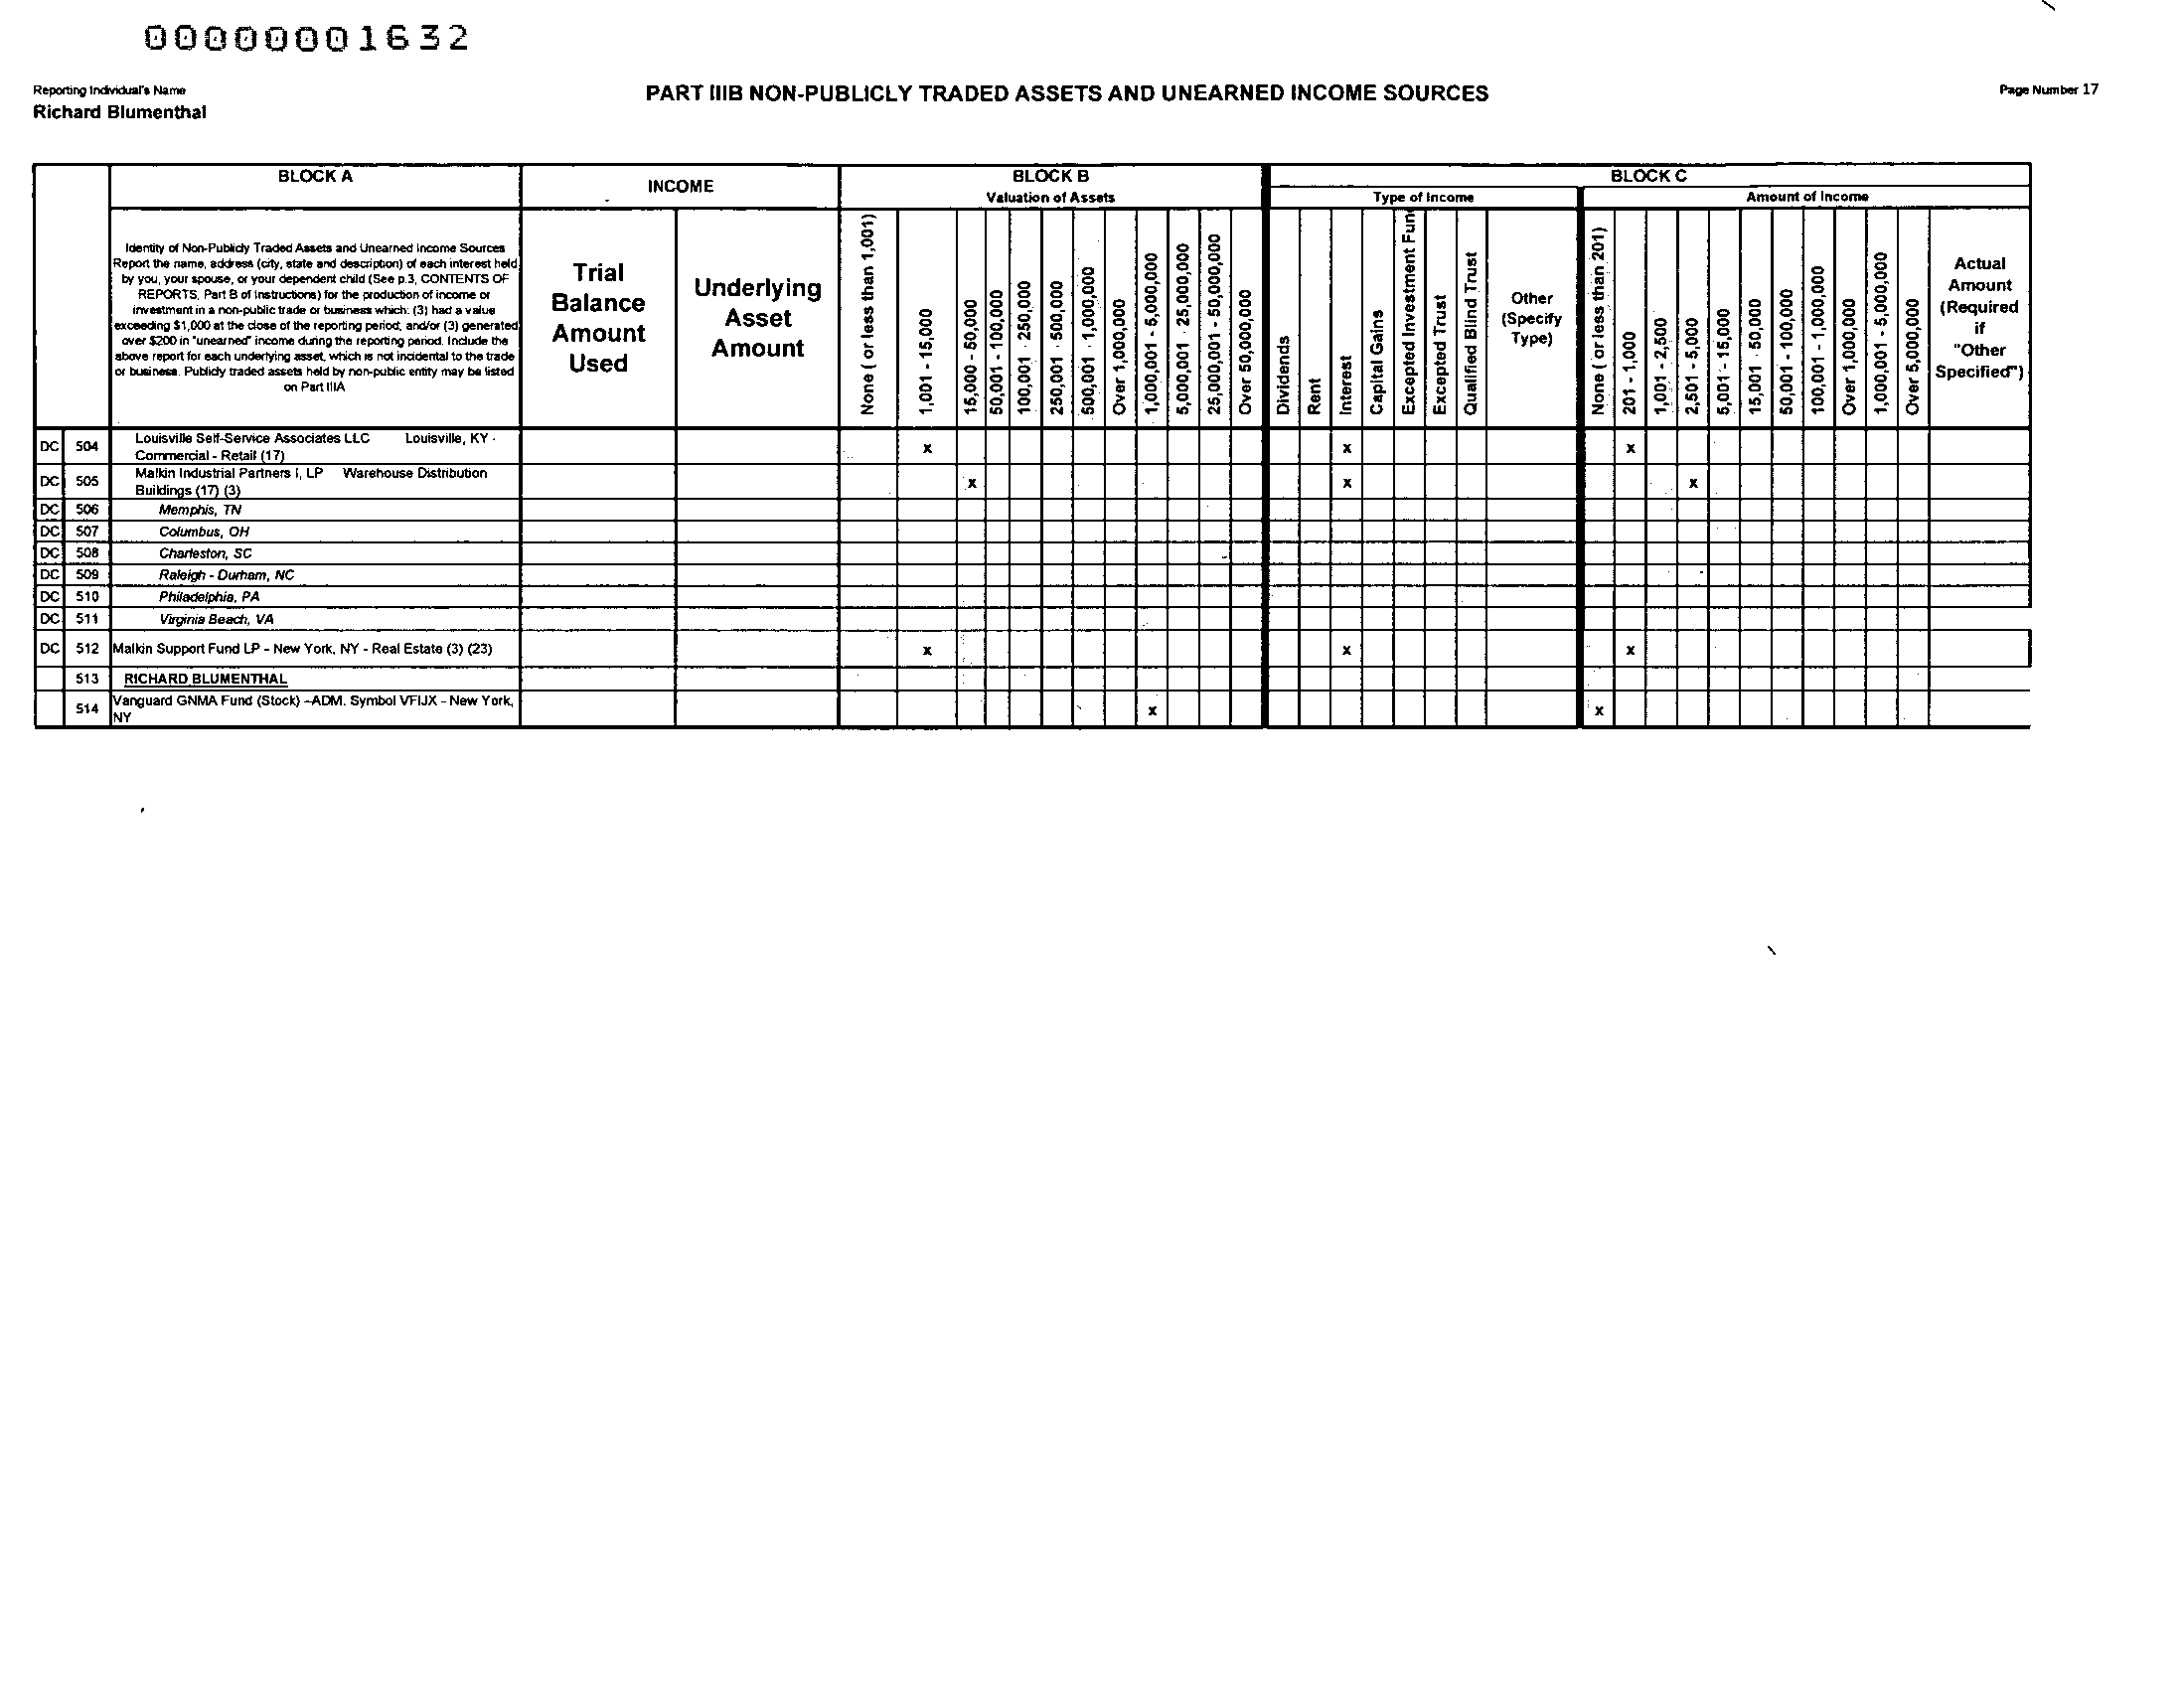 00000001632
Reporting Individual's Name
Richard Blumenthal
PART IIIB NON-PUBLICLY TRADED ASSETS AND UNEARNED INCOME SOURCES
Page Number 17
BLOCK A
INCOME
BLOCK B
Valuation of Assets
BLOCK C
Type of Income
Amount of Income
Identity of Non-Publicly Traded Assets and Unearned Income Sources
Report the name, address (city, state and description) of each interest held
by you, your spouse, or your dependent child (See p.3, CONTENTS OF
REPORTS, Part B of Instructions) for the production of income or
investment in a non-public trade or business which: (3) had a value
exceeding $1,000 at the close of the reporting period; and/or (3) generated
over $200 in "unearned" income during the reporting period. Include the
above report for each underlying asset, which is not incidental to the trade
or business. Publicly traded assets held by non-public entity may be listed
on Part IIIA
Trial
Balance
Amount
Used
Underlying
Asset
Amount
None ( or less than 1,001)
1,001 - 15,000
15,000 - 50,000
50,001 - 100,000
100,001 - 250,000
250,001 - 500,000
500,001 - 1,000,000
Over 1,000,000
1,000,001 - 5,000,000
5,000,001 - 25,000,000
25,000,001 - 50,000,000
Over 50,000,000
Dividends
Rent
Interest
Capital Gains
Excepted Investment Fun
Excepted Trust
Qualified Blind Trust
Other
(Specify
Type)
None ( or less than 201)
201 - 1,000
1,001 - 2,500
2,501 - 5,000
5,001 - 15,000
15,001 - 50,000
50,001 - 100,000
100,001 - 1,000,000
Over 1,000,000
1,000,001 - 5,000,000
Over 5,000,000
Actual
Amount
(Required
if
"Other
Specified")
DC 504 Louisville Self-Service Associates LLC Louisville, KY -
Commercial - Retail (17) x x x
DC 505 Malkin Industrial Partners I, LP Warehouse Distribution
Buildings (17) (3) x x x
DC 506 Memphis, TN
DC 507 Columbus, OH
DC 508 Charleston, SC
DC 509 Raleigh - Durham, NC
DC 510 Philadelphia, PA
DC 511 Virginia Beach, VA
DC 512 Malkin Support Fund LP - New York, NY - Real Estate (3) (23) x x x
513 RICHARD BLUMENTHAL
514 Vanguard GNMA Fund (Stock) -ADM. Symbol VFIJX - New York,
NY x x